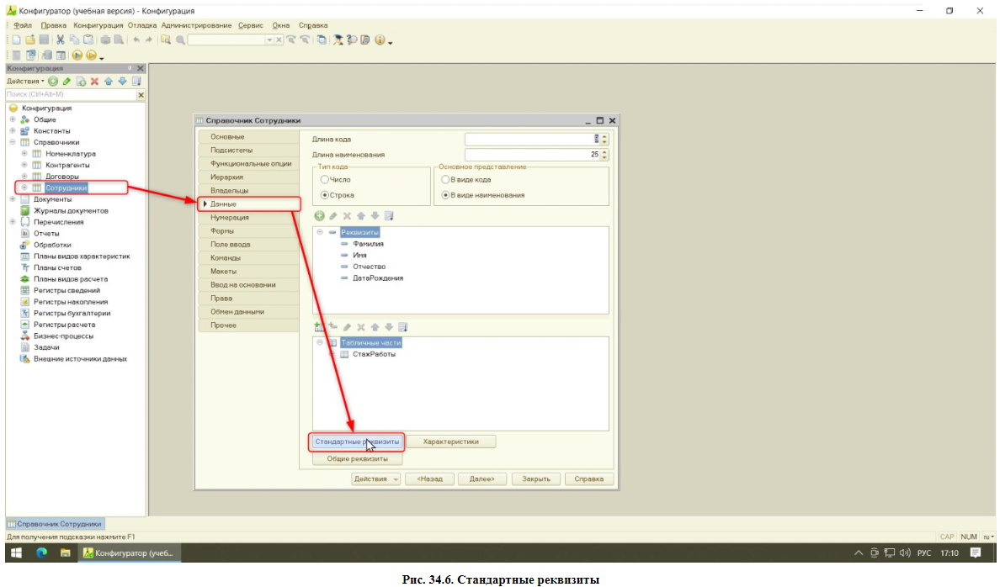 Конфигуратор (учебная версия) - Конфигурация
Файл Правка Конфигурация Отладка Администрирование Сервис Окна Справка
Конфигурация
Действия
Поиск (Ctrl+Alt+M)
Конфигурация
Общие
Константы
Справочники
Номенклатура
Контрагенты
Договоры
Сотрудники
Документы
Журналы документов
Перечисления
Отчеты
Обработки
Планы видов характеристик
Планы счетов
Планы видов расчета
Регистры сведений
Регистры накопления
Регистры бухгалтерии
Регистры расчета
Бизнес-процессы
Задачи
Внешние источники данных
Справочник Сотрудники
Основные
Подсистемы
Функциональные опции
Иерархия
Владельцы
Данные
Нумерация
Формы
Поле ввода
Команды
Макеты
Ввод на основании
Права
Обмен данными
Прочее
Длина кода
Длина наименования 25
Тип кода
Число
Строка
Основное представление
В виде кода
В виде наименования
Реквизиты
Фамилия
Имя
Отчество
ДатаРождения
Табличные части
СтажРаботы
Стандартные реквизиты Характеристики
Общие реквизиты
Действия <Назад Далее> Закрыть Справка
Справочник Сотрудники
Для получения подсказки нажмите F1 CAP NUM ru
Конфигуратор (учеб... РУС 17:10
Рис. 34.6. Стандартные реквизиты